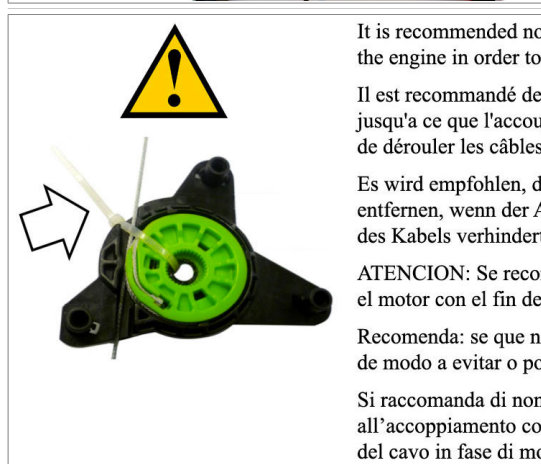 It is recommended no
the engine in order to
Il est recommandé de
jusqu'a ce que l'accou
de dérouler les câbles
Es wird empfohlen, d
entfernen, wenn der A
des Kabels verhindert
ATENCION: Se recor
el motor con el fin de
Recomenda: se que n
de modo a evitar o po
Si raccomanda di non
all’accoppiamento co
del cavo in fase di mo